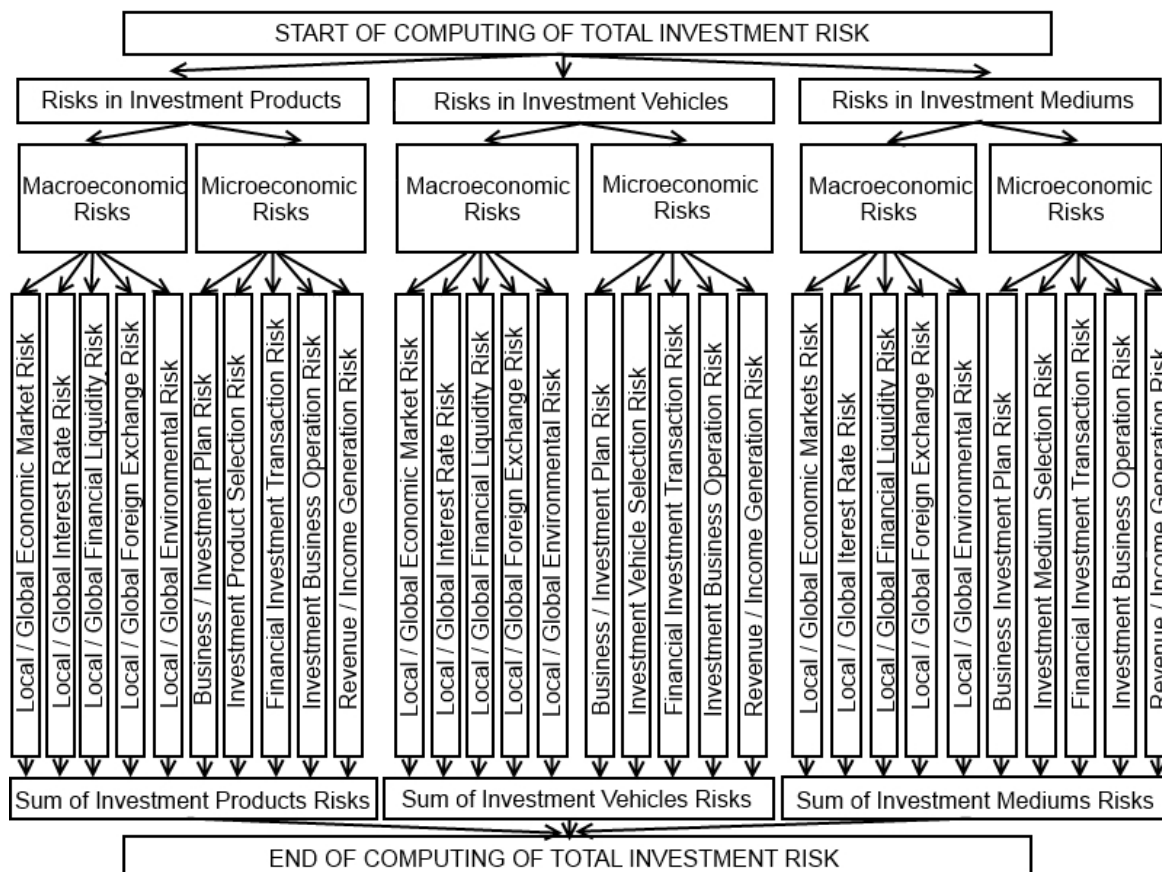 START OF COMPUTING OF TOTAL INVESTMENT RISK
Risks in Investment Products
Risks in Investment Vehicles
Risks in Investment Mediums
Macroeconomic
Risks
Microeconomic
Risks
Macroeconomic
Risks
Microeconomic
Risks
Macroeconomic
Risks
Microeconomic
Risks
Local / Global Economic Market Risk
Local / Global Interest Rate Risk
Local / Global Financial Liquidity Risk
Local / Global Foreign Exchange Risk
Local / Global Environmental Risk
Business / Investment Plan Risk
Investment Product Selection Risk
Financial Investment Transaction Risk
Investment Business Operation Risk
Revenue / Income Generation Risk
Local / Global Economic Market Risk
Local / Global Interest Rate Risk
Local / Global Financial Liquidity Risk
Local / Global Foreign Exchange Risk
Local / Global Environmental Risk
Business / Investment Plan Risk
Investment Vehicle Selection Risk
Financial Investment Transaction Risk
Investment Business Operation Risk
Revenue / Income Generation Risk
Local / Global Economic Markets Risk
Local / Global Iterest Rate Risk
Local / Global Financial Liquidity Risk
Local / Global Foreign Exchange Risk
Local / Global Environmental Risk
Business Investment Plan Risk
Investment Medium Selection Risk
Financial Investment Transaction Risk
Investment Business Operation Risk
Revenue / Income Generation Risk
Sum of Investment Products Risks
Sum of Investment Vehicles Risks
Sum of Investment Mediums Risks
END OF COMPUTING OF TOTAL INVESTMENT RISK